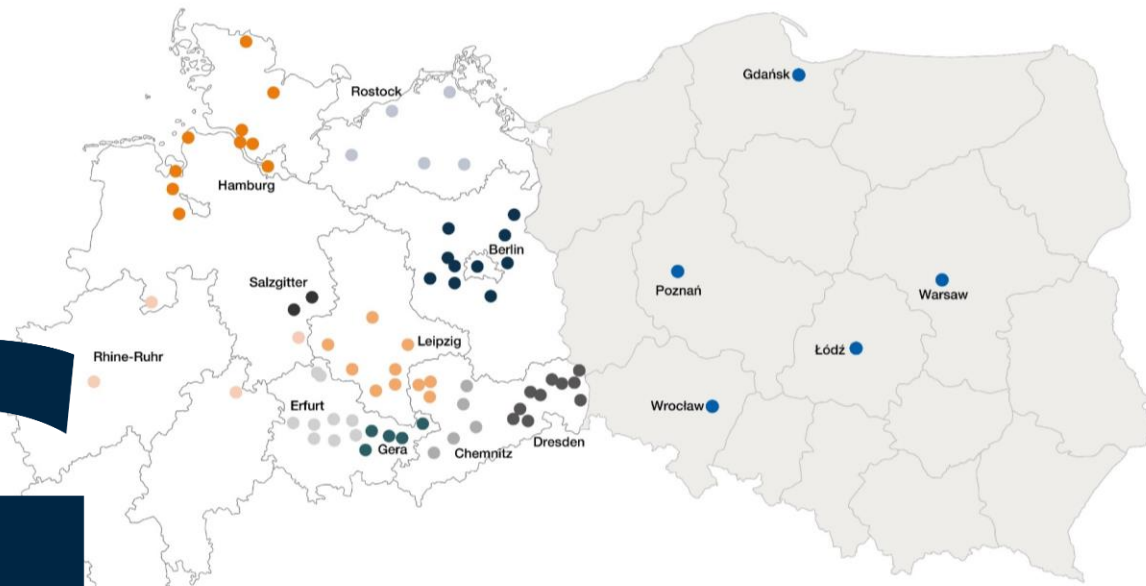 Gdańsk
Rostock
Hamburg
Berlin
Salzgitter
Poznań
Warsaw
Leipzig
Łódź
Rhine-Ruhr
Erfurt
Wrocław
Gera
Chemnitz
Dresden